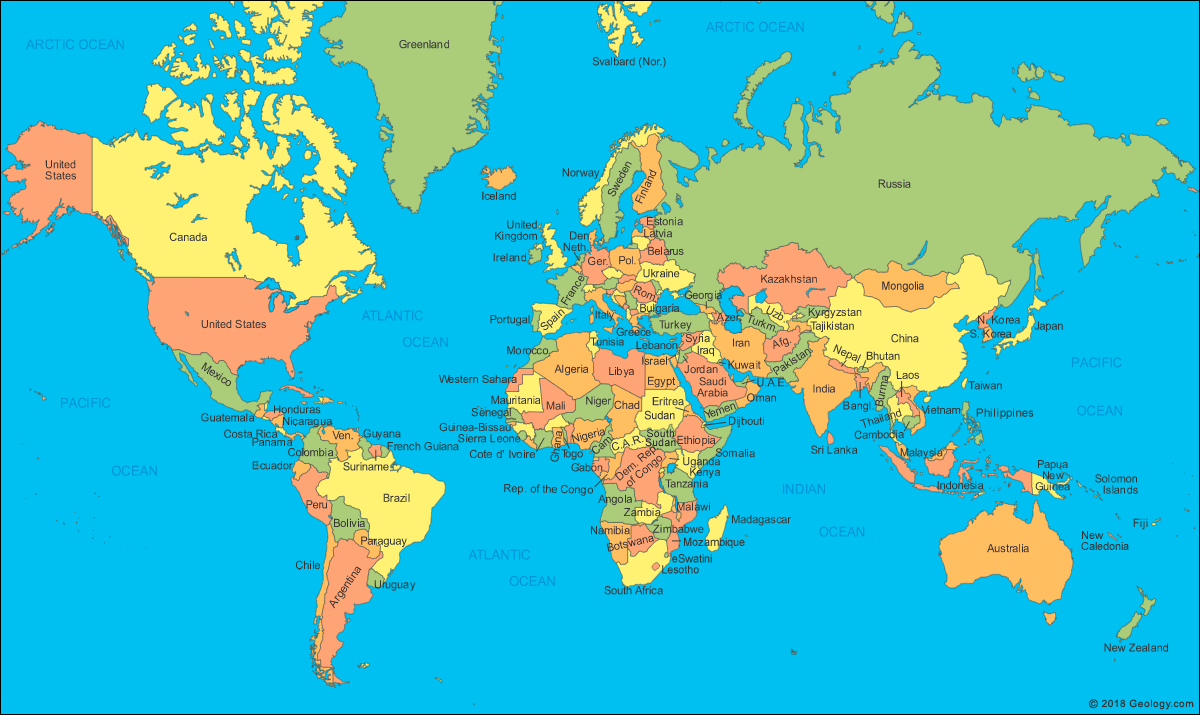 ARCTIC OCEAN
Greenland
Svalbard (Nor.)
ARCTIC OCEAN
United
States
Canada
Iceland
Norway
Sweden
Finland
Russia
Estonia
Latvia
Belarus
United
Kingdom
Ireland
Den.
Neth.
Ger.
Pol.
Ukraine
France
Rom.
Bulgaria
Spain
Portugal
Italy
Greece
Turkey
Georgia
Azer.
Kazakhstan
Uzb.
Turkm.
Kyrgyzstan
Tajikistan
Mongolia
China
N. Korea
S. Korea
Japan
United States
ATLANTIC
OCEAN
PACIFIC
OCEAN
Mexico
Guatemala
Honduras
Nicaragua
Costa Rica
Panama
Ven.
Guyana
French Guiana
Colombia
Suriname
Ecuador
Peru
Brazil
Bolivia
Paraguay
Chile
Argentina
Uruguay
ATLANTIC
OCEAN
Morocco
Tunisia
Algeria
Libya
Egypt
Lebanon
Israel
Syria
Iraq
Jordan
Saudi
Arabia
Kuwait
Iran
Afg.
Pakistan
U.A.E.
Oman
Yemen
Djibouti
Western Sahara
Mauritania
Senegal
Guinea-Bissau
Sierra Leone
Cote d' Ivoire
Mali
Niger
Chad
Eritrea
Sudan
Ghana
Togo
Nigeria
Cam.
C.A.R.
South
Sudan
Ethiopia
Somalia
Gabon
Rep. of the Congo
Dem. Rep.
of Congo
Uganda
Kenya
Tanzania
Angola
Zambia
Malawi
Namibia
Botswana
Zimbabwe
Mozambique
Madagascar
eSwatini
Lesotho
South Africa
India
Nepal
Bhutan
Bangl.
Burma
Laos
Thailand
Cambodia
Vietnam
Taiwan
Philippines
Sri Lanka
Malaysia
Indonesia
Papua
New
Guinea
Solomon
Islands
INDIAN
OCEAN
PACIFIC
OCEAN
Fiji
New
Caledonia
Australia
New Zealand
© 2018 Geology.com